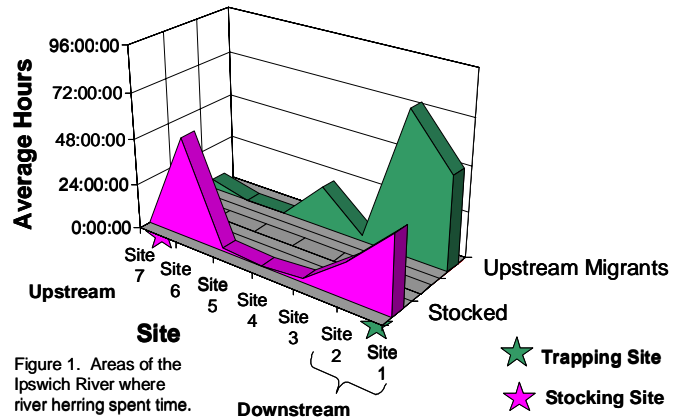 Average Hours
96:00:00
72:00:00
48:00:00
24:00:00
0:00:00
Site
7
Site
6
Site
5
Site
4
Site
3
Site
2
Site
1
Upstream
Site
Downstream
Upstream Migrants
Stocked
Trapping Site
Stocking Site
Figure 1. Areas of the
Ipswich River where
river herring spent time.